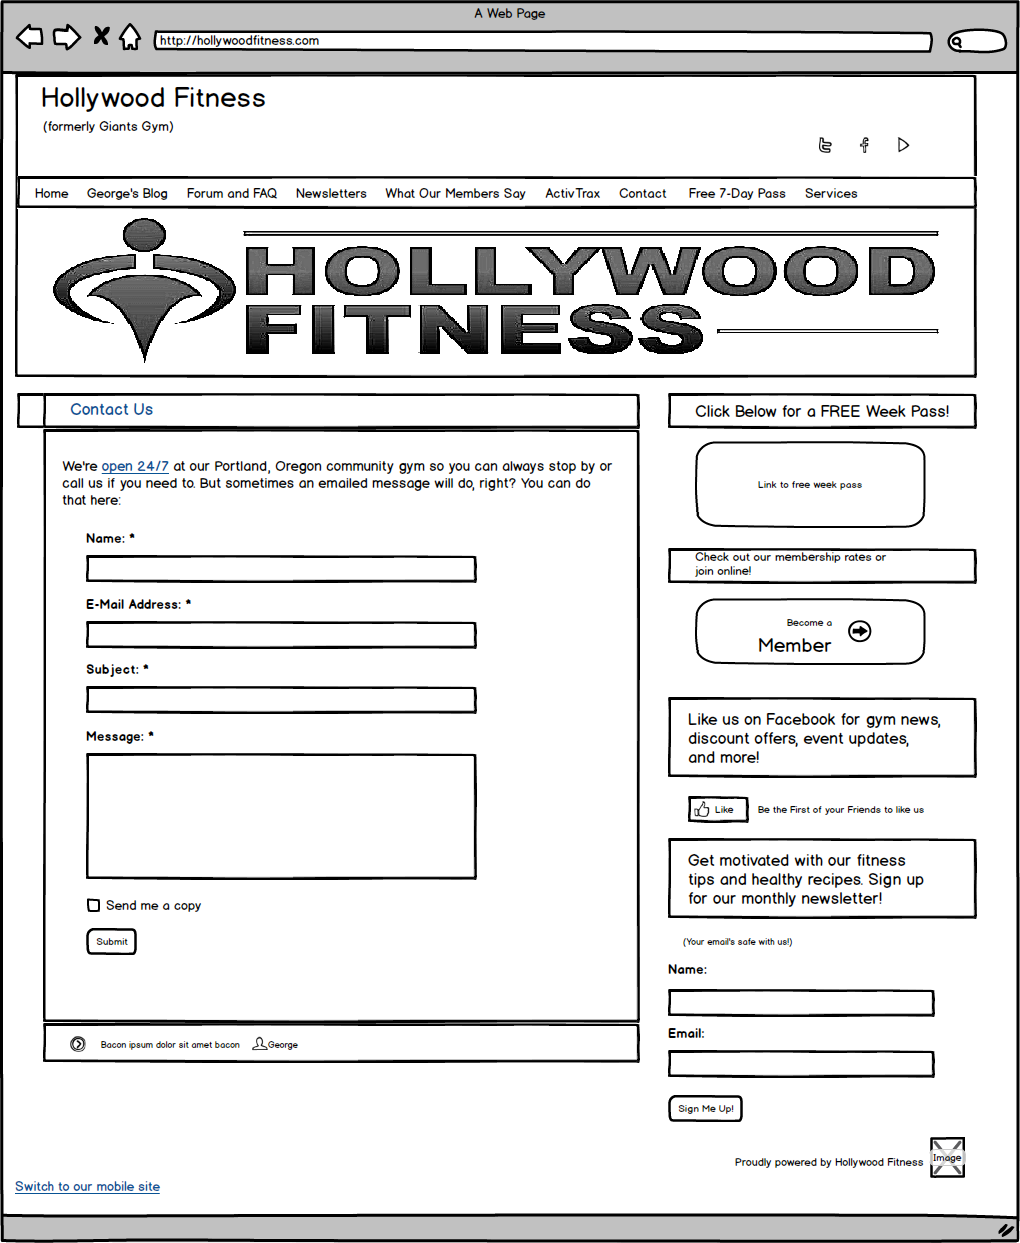 A Web Page
http://hollywoodfitness.com
Hollywood Fitness
(formerly Giants Gym)
Home George's Blog Forum and FAQ Newsletters What Our Members Say ActivTrax Contact Free 7-Day Pass Services
HOLLYWOOD
FITNESS
Contact Us
We're open 24/7 at our Portland, Oregon community gym so you can always stop by or
call us if you need to. But sometimes an emailed message will do, right? You can do
that here:
Name: *
E-Mail Address: *
Subject: *
Message: *
Send me a copy
Submit
Bacon ipsum dolor sit amet bacon George
Click Below for a FREE Week Pass!
Link to free week pass
Check out our membership rates or
join online!
Become a
Member
Like us on Facebook for gym news,
discount offers, event updates,
and more!
Like Be the First of your Friends to like us
Get motivated with our fitness
tips and healthy recipes. Sign up
for our monthly newsletter!
(Your email's safe with us!)
Name:
Email:
Sign Me Up!
Proudly powered by Hollywood Fitness Image
Switch to our mobile site